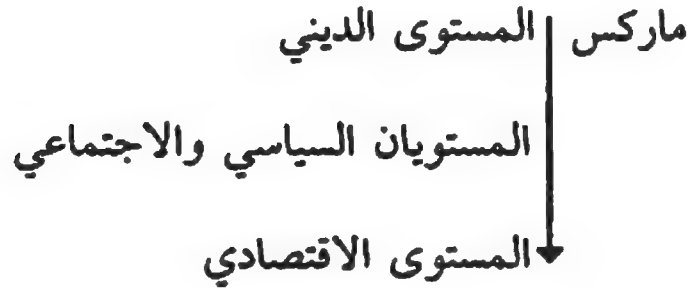 ماركس المستوى الديني
المستويان السياسي والاجتماعي
المستوى الاقتصادي